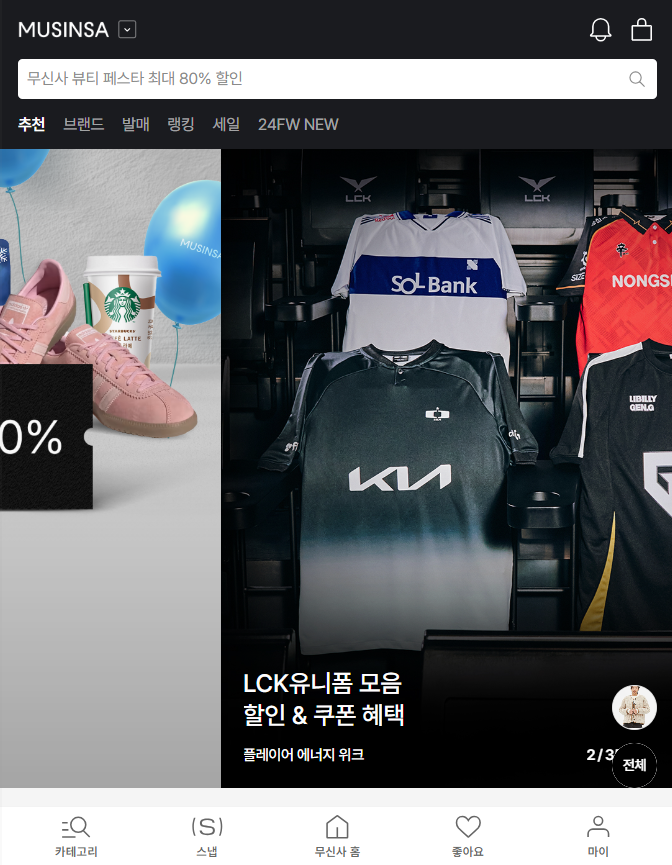 MUSINSA
무신사 뷰티 페스타 최대 80% 할인
추천 브랜드 발매 랭킹 세일 24FW NEW
MUSINSA
STARBUCKS
LATTE
0%
LCK
LCK
SOL Bank
NONGS
KIA
LIBILLY
GEN.G
LCK유니폼 모음
할인 & 쿠폰 혜택
플레이어 에너지 위크
2 / 3
전체
카테고리 (S) 스냅 무신사 홈 좋아요 마이